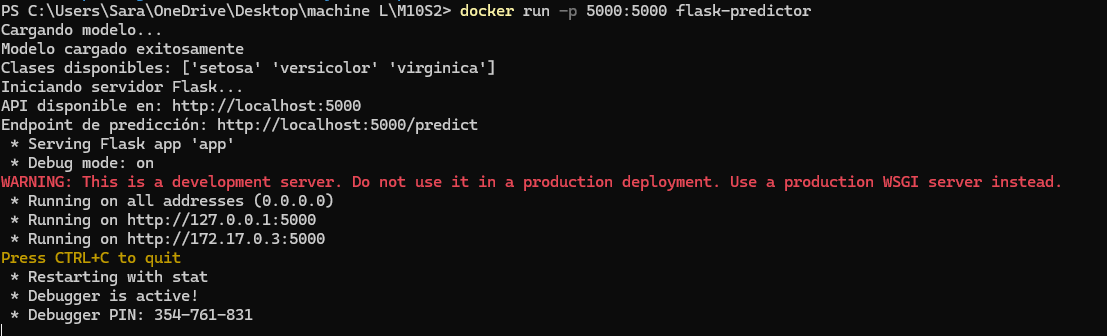 PS C:\Users\Sara\OneDrive\Desktop\machine L\M10S2> docker run -p 5000:5000 flask-predictor
Cargando modelo...
Modelo cargado exitosamente
Clases disponibles: ['setosa' 'versicolor' 'virginica']
Iniciando servidor Flask...
API disponible en: http://localhost:5000
Endpoint de predicción: http://localhost:5000/predict
 * Serving Flask app 'app'
 * Debug mode: on
WARNING: This is a development server. Do not use it in a production deployment. Use a production WSGI server instead.
 * Running on all addresses (0.0.0.0)
 * Running on http://127.0.0.1:5000
 * Running on http://172.17.0.3:5000
Press CTRL+C to quit
 * Restarting with stat
 * Debugger is active!
 * Debugger PIN: 354-761-831